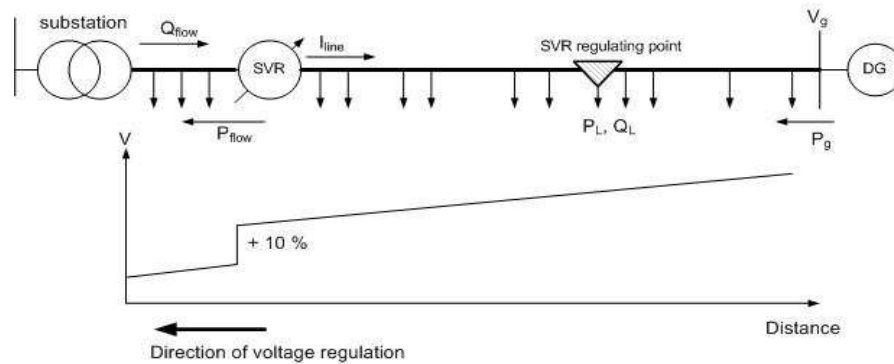 substation
Q_flow
I_line
SVR regulating point
V_g
SVR
DG
P_flow
P_L, Q_L
P_g
V
+ 10 %
Distance
Direction of voltage regulation